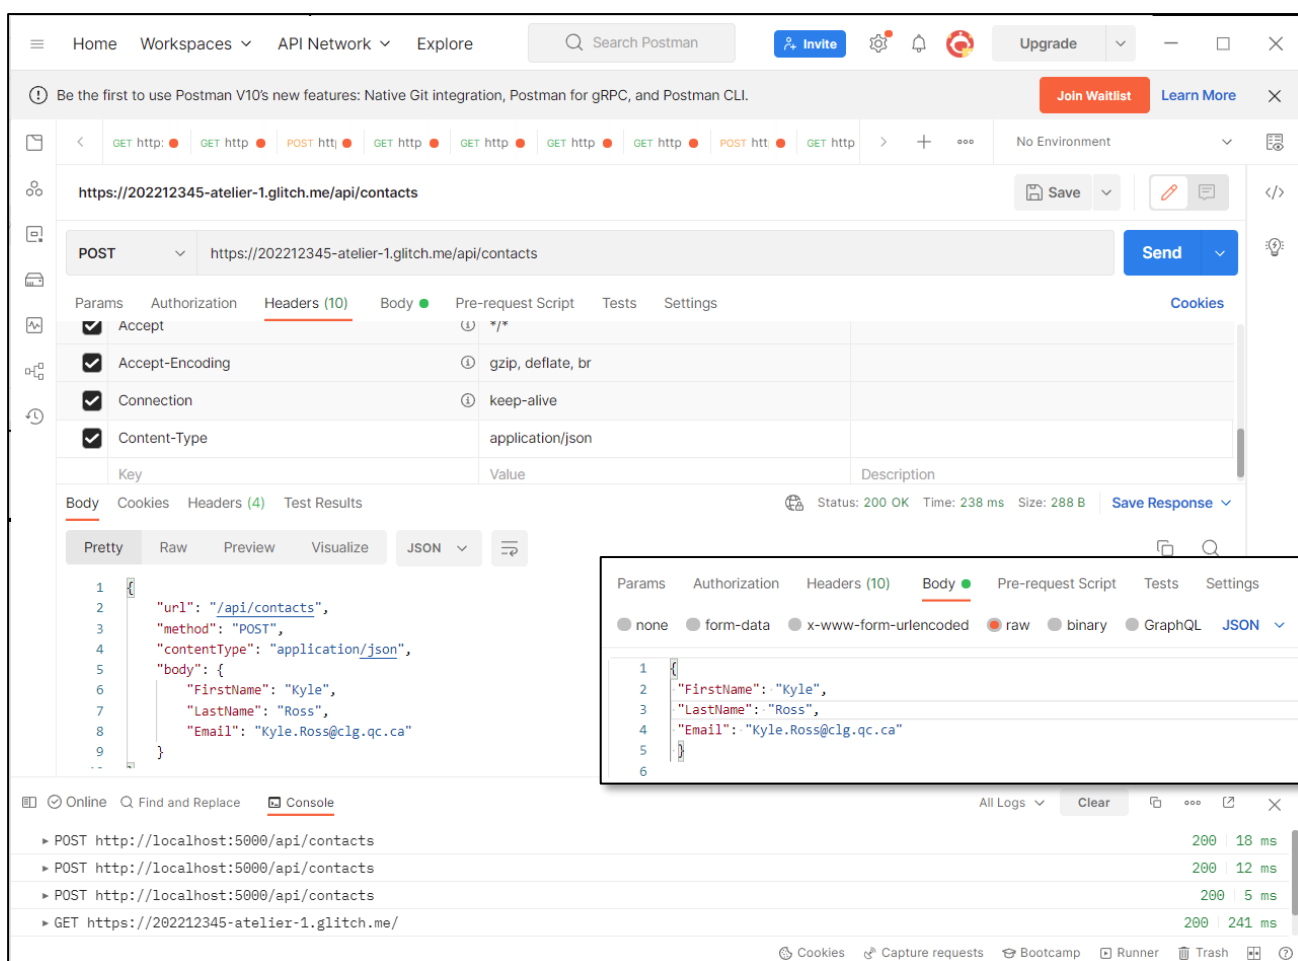 Home Workspaces API Network Explore Search Postman Invite Upgrade
Be the first to use Postman V10's new features: Native Git integration, Postman for gRPC, and Postman CLI. Join Waitlist Learn More
GET http: GET http GET http POST htt GET http GET http GET http GET http POST htt GET http No Environment
https://202212345-atelier-1.glitch.me/api/contacts Save
POST https://202212345-atelier-1.glitch.me/api/contacts Send
Params Authorization Headers (10) Body Pre-request Script Tests Settings Cookies
Accept */*
Accept-Encoding gzip, deflate, br
Connection keep-alive
Content-Type application/json
Key Value Description
Body Cookies Headers (4) Test Results Status: 200 OK Time: 238 ms Size: 288 B Save Response
Pretty Raw Preview Visualize JSON
1 {
2 "url": "/api/contacts",
3 "method": "POST",
4 "contentType": "application/json",
5 "body": {
6 "FirstName": "Kyle",
7 "LastName": "Ross",
8 "Email": "Kyle.Ross@clg.qc.ca"
9 }
Params Authorization Headers (10) Body Pre-request Script Tests Settings
none form-data x-www-form-urlencoded raw binary GraphQL JSON
1 {
2 "FirstName": "Kyle",
3 "LastName": "Ross",
4 "Email": "Kyle.Ross@clg.qc.ca"
5 }
6
Online Find and Replace Console All Logs Clear
POST http://localhost:5000/api/contacts 200 18 ms
POST http://localhost:5000/api/contacts 200 12 ms
POST http://localhost:5000/api/contacts 200 5 ms
GET https://202212345-atelier-1.glitch.me/ 200 241 ms
Cookies Capture requests Bootcamp Runner Trash